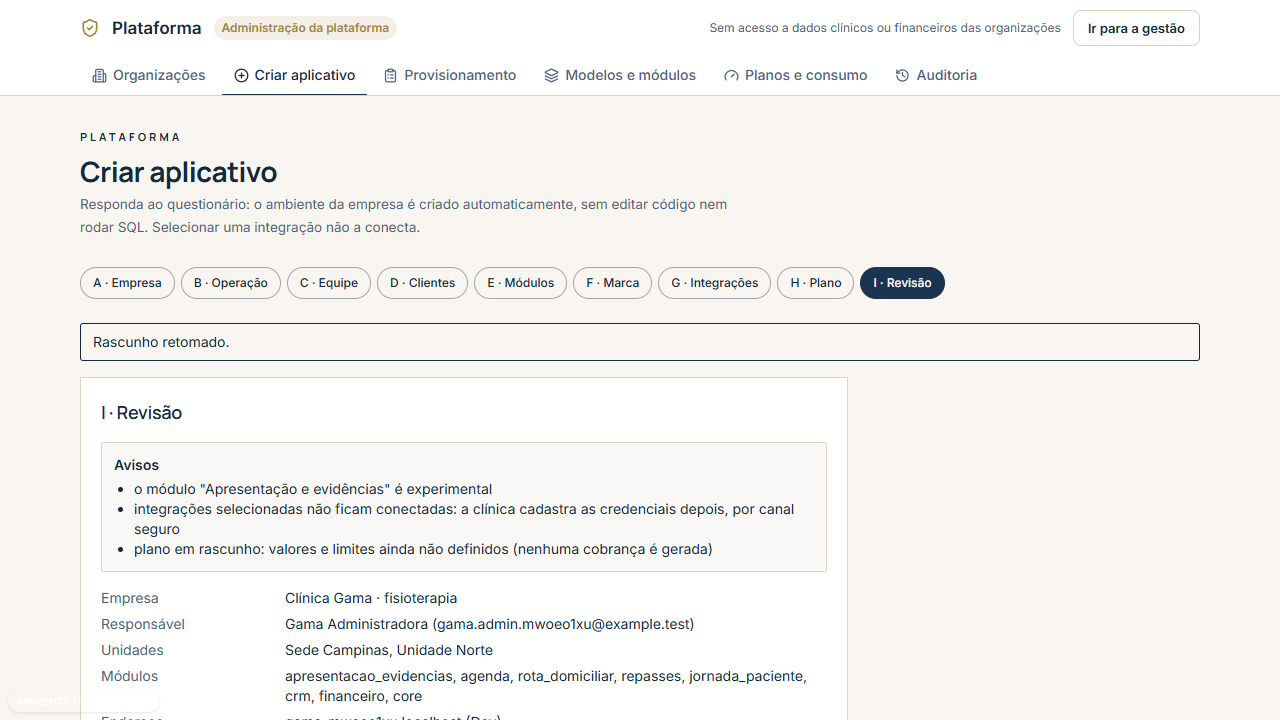 Plataforma
Administração da plataforma
Sem acesso a dados clínicos ou financeiros das organizações
Ir para a gestão
Organizações
Criar aplicativo
Provisionamento
Modelos e módulos
Planos e consumo
Auditoria
PLATAFORMA
Criar aplicativo
Responda ao questionário: o ambiente da empresa é criado automaticamente, sem editar código nem
rodar SQL. Selecionar uma integração não a conecta.
A · Empresa
B · Operação
C · Equipe
D · Clientes
E · Módulos
F · Marca
G · Integrações
H · Plano
I · Revisão
Rascunho retomado.
I · Revisão
Avisos
• o módulo "Apresentação e evidências" é experimental
• integrações selecionadas não ficam conectadas: a clínica cadastra as credenciais depois, por canal
seguro
• plano em rascunho: valores e limites ainda não definidos (nenhuma cobrança é gerada)
Empresa Clínica Gama · fisioterapia
Responsável Gama Administradora (gama.admin.mwoeo1xu@example.test)
Unidades Sede Campinas, Unidade Norte
Módulos apresentacao_evidencias, agenda, rota_domiciliar, repasses, jornada_paciente,
crm, financeiro, core
AMBIENTE